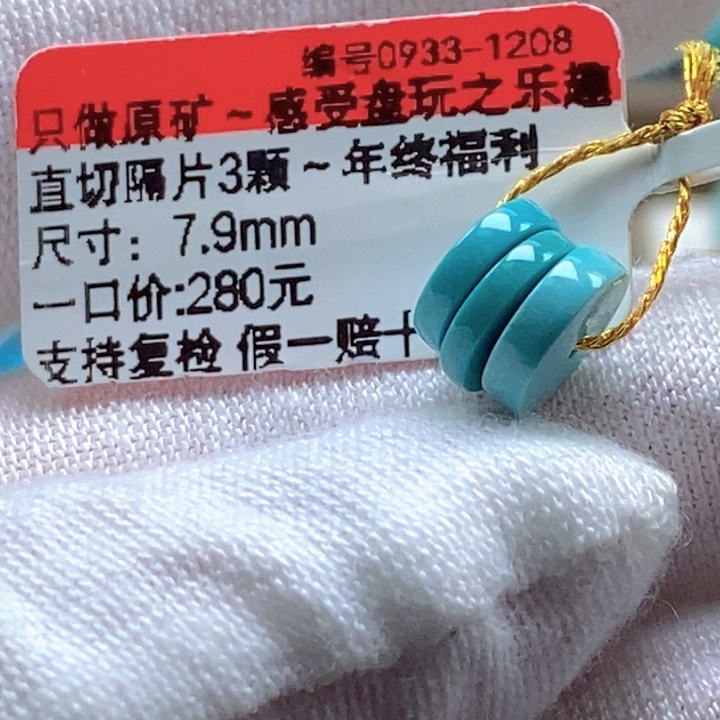 编号0933-1208
只做原矿~感受盘玩之乐趣
直切隔片3颗~年终福利
尺寸：7.9mm
一口价:280元
支持复检 假一赔十